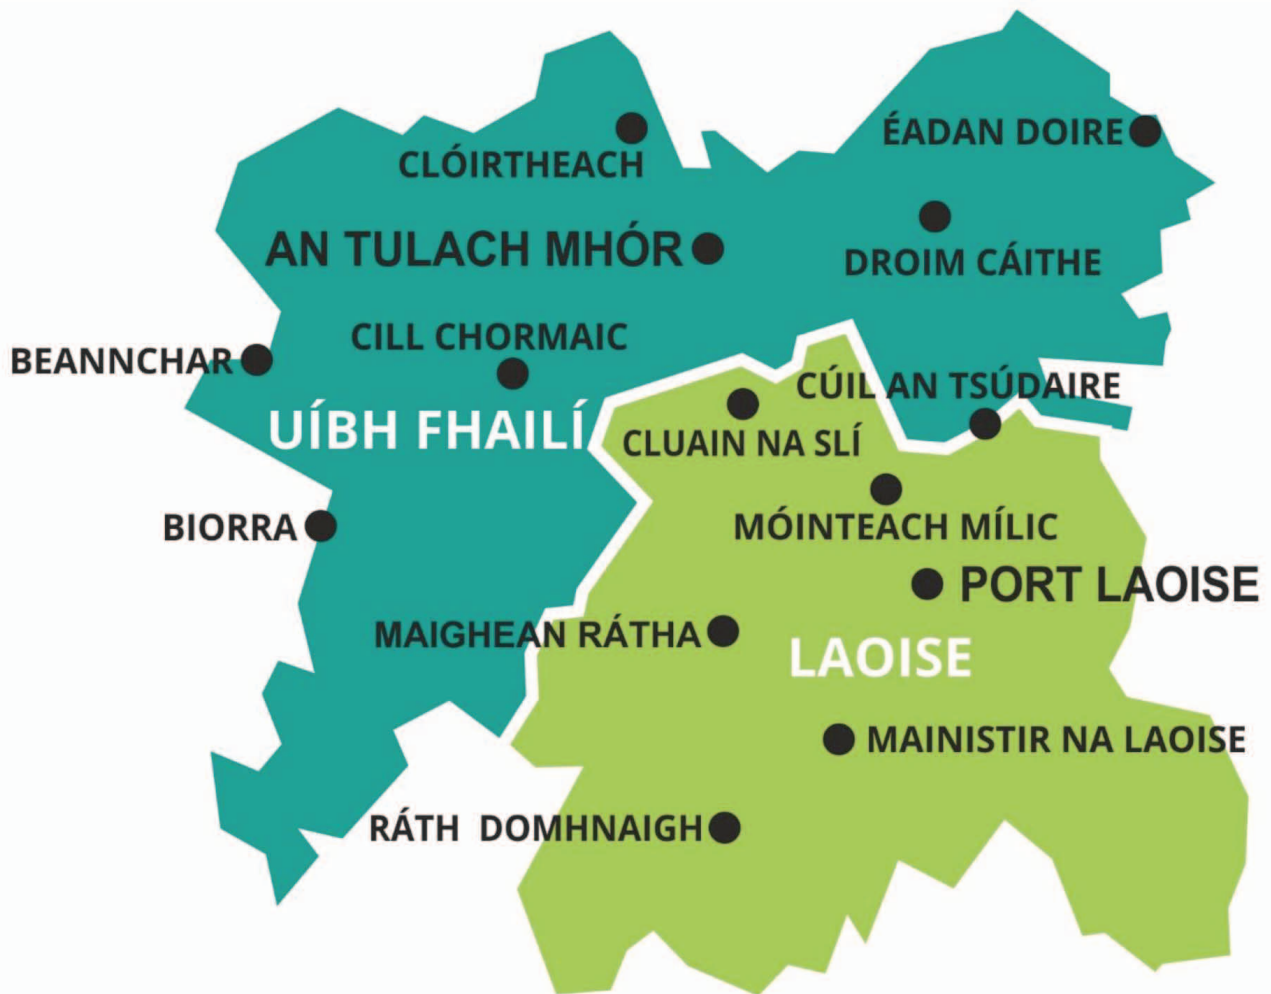 ÉADAN DOIRE
CLÓIRTHEACH
AN TULACH MHÓR
DROIM CÁITHE
CILL CHORMAIC
BEANNCHAR
CÚIL AN TSÚDAIRE
UÍBH FHAILÍ
CLUAIN NA SLÍ
BIORRA
MÓINTEACH MÍLIC
PORT LAOISE
MAIGHEAN RÁTHA
LAOISE
MAINISTIR NA LAOISE
RÁTH DOMHNAIGH